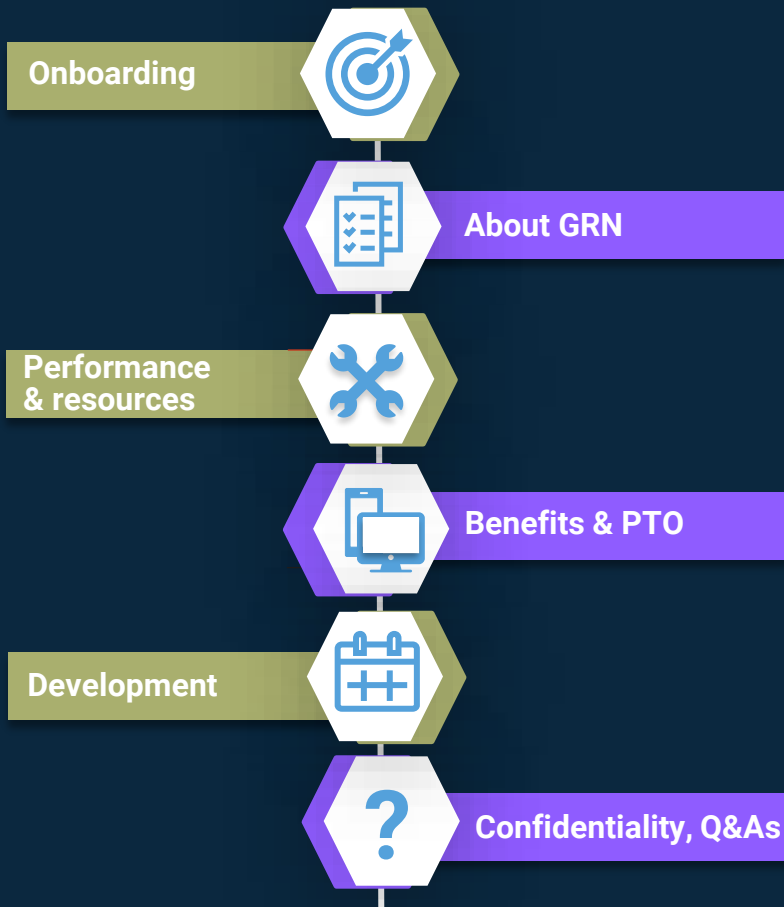 Onboarding
About GRN
Performance
& resources
Benefits & PTO
Development
?
Confidentiality, Q&As